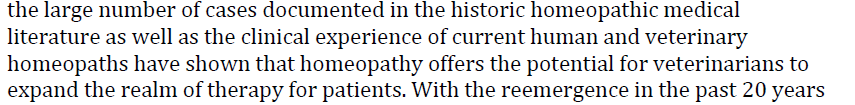 the large number of cases documented in the historic homeopathic medical
literature as well as the clinical experience of current human and veterinary
homeopaths have shown that homeopathy offers the potential for veterinarians to
expand the realm of therapy for patients. With the reemergence in the past 20 years